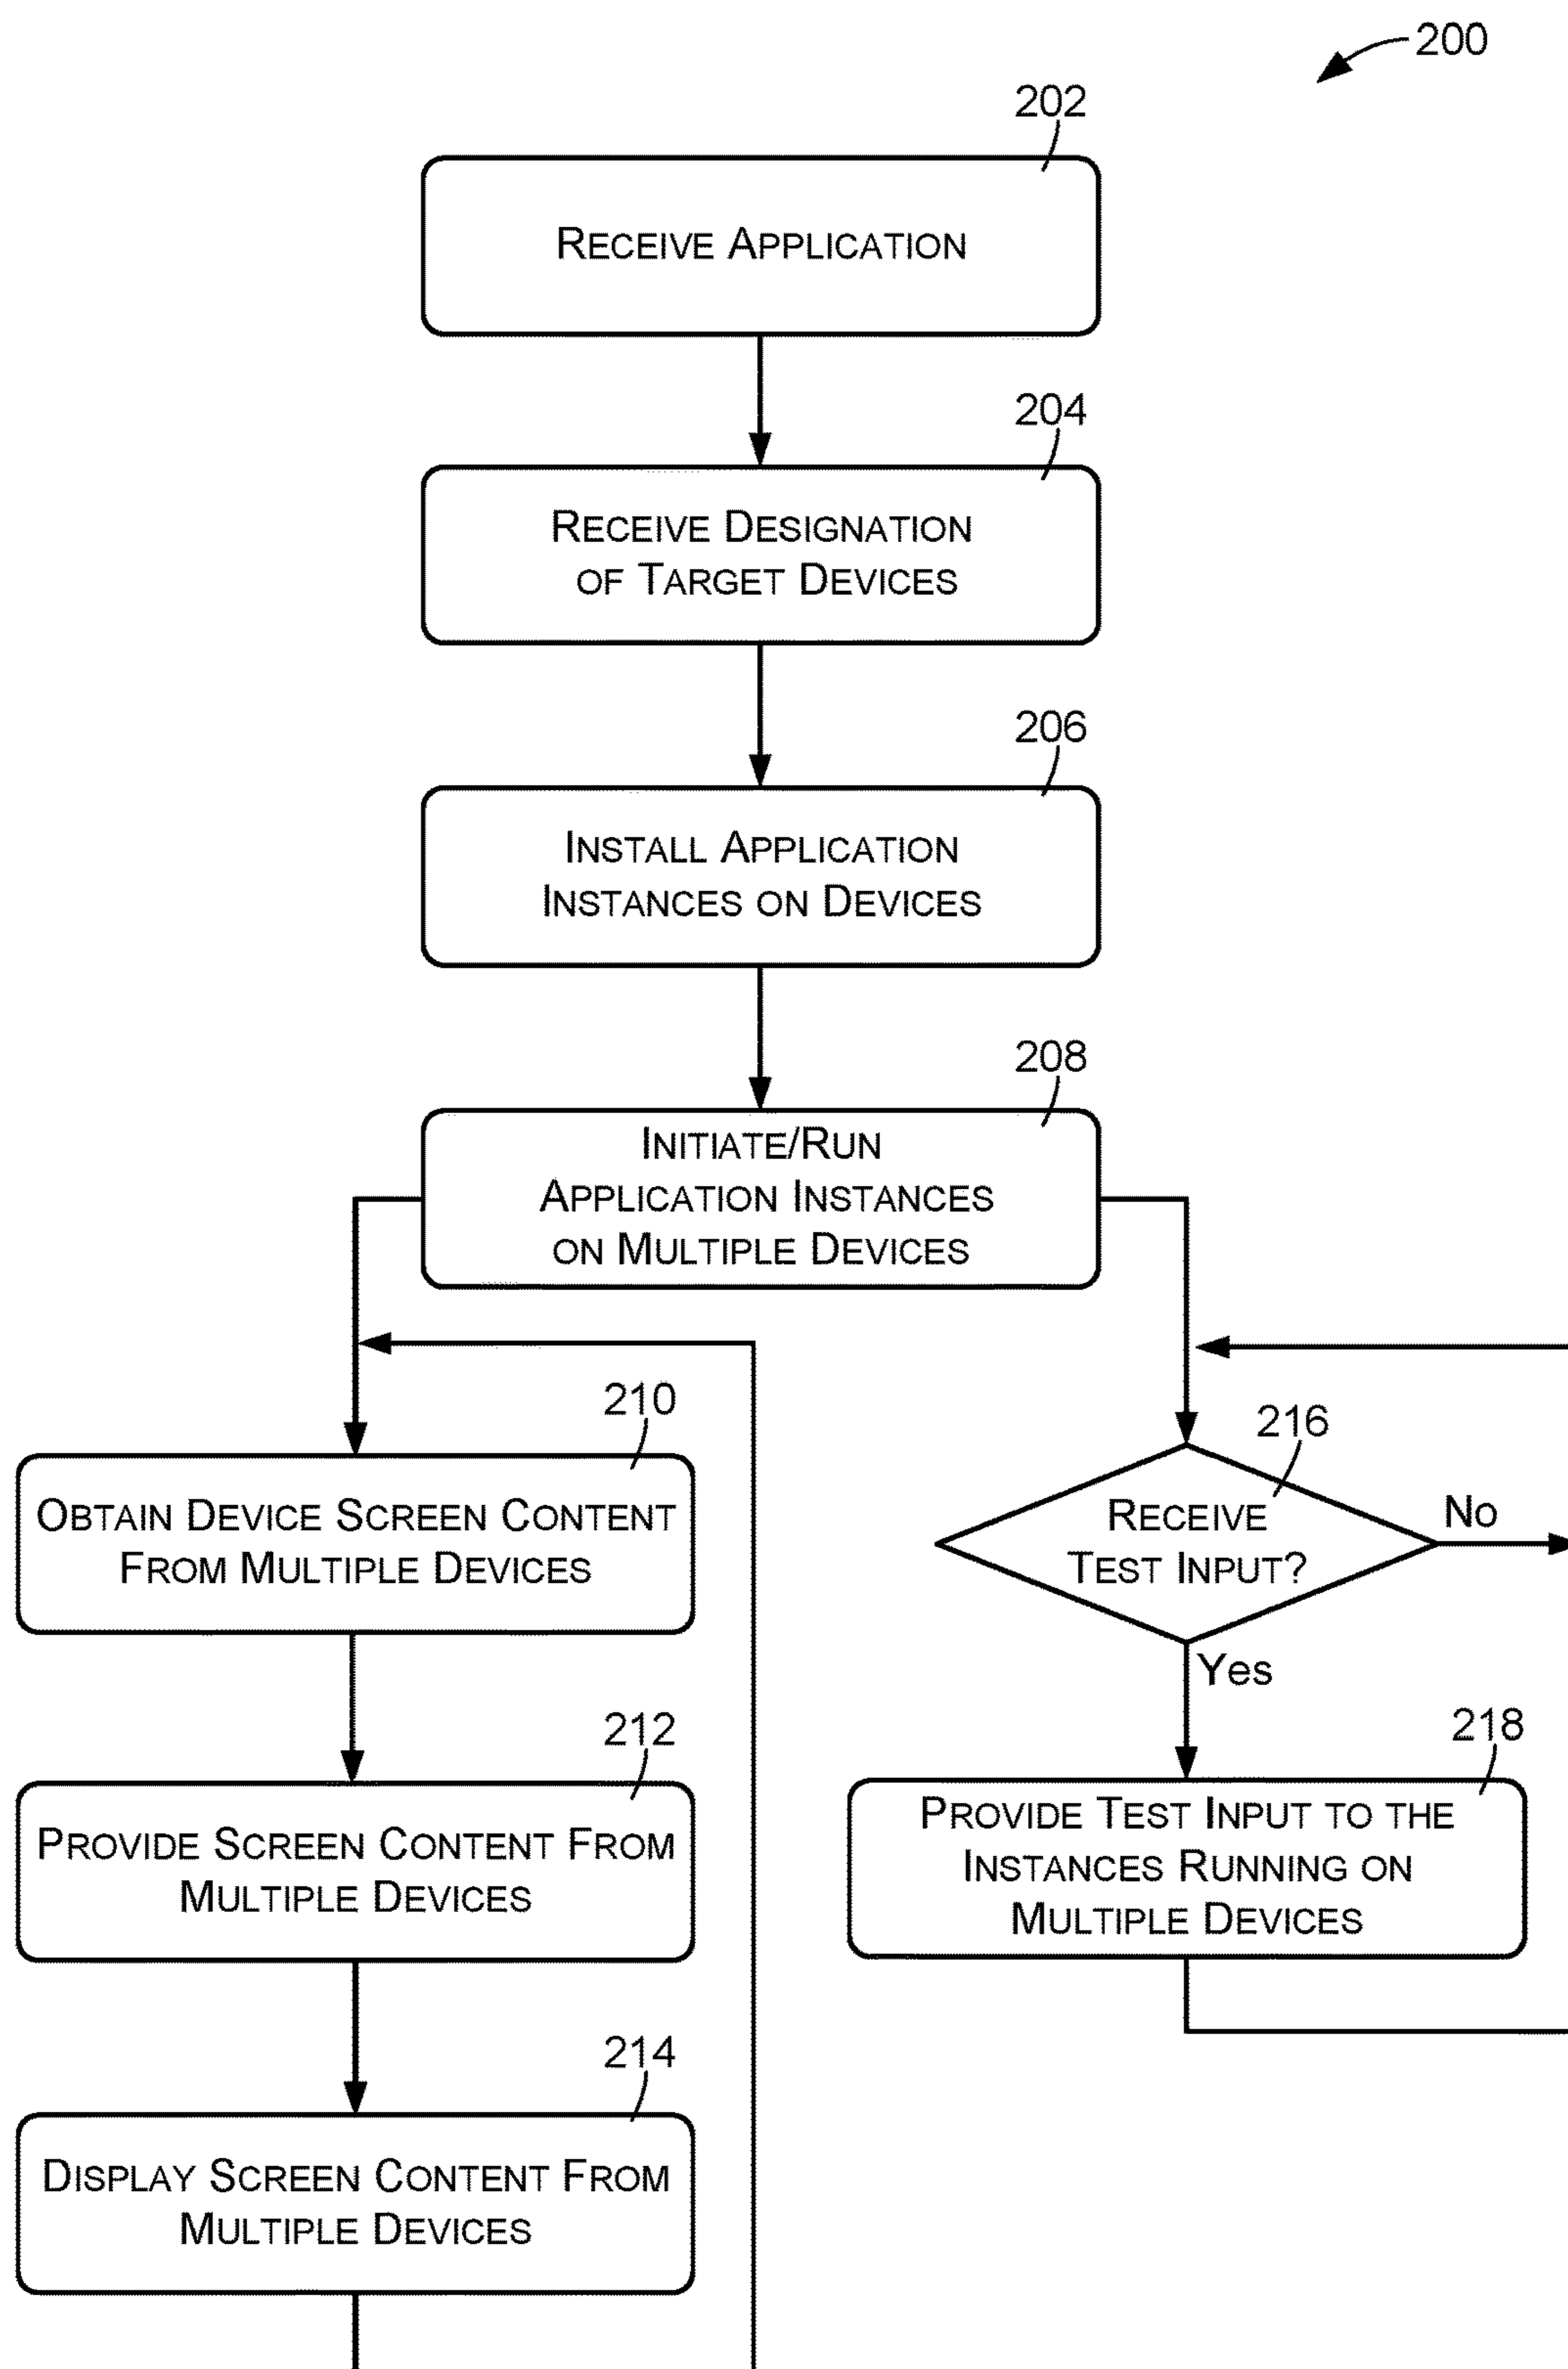 200
202
RECEIVE APPLICATION
204
RECEIVE DESIGNATION
OF TARGET DEVICES
206
INSTALL APPLICATION
INSTANCES ON DEVICES
208
INITIATE/RUN
APPLICATION INSTANCES
ON MULTIPLE DEVICES
210
OBTAIN DEVICE SCREEN CONTENT
FROM MULTIPLE DEVICES
212
PROVIDE SCREEN CONTENT FROM
MULTIPLE DEVICES
214
DISPLAY SCREEN CONTENT FROM
MULTIPLE DEVICES
216
RECEIVE
TEST INPUT?
No
Yes
218
PROVIDE TEST INPUT TO THE
INSTANCES RUNNING ON
MULTIPLE DEVICES